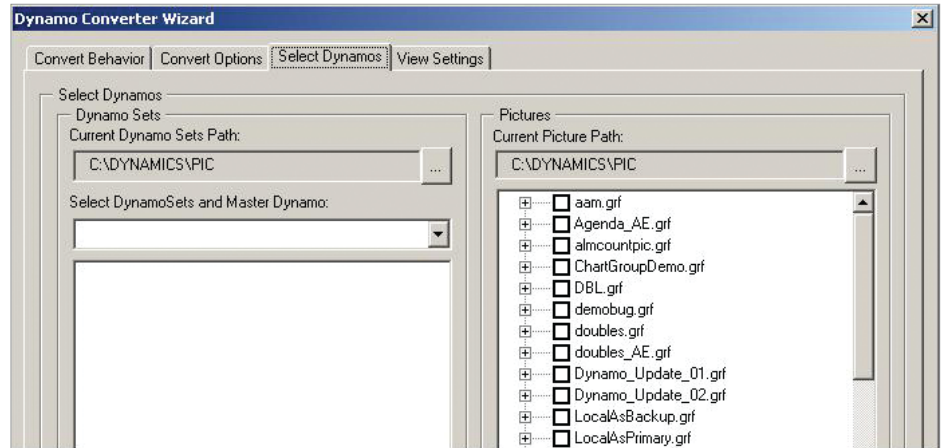 Dynamo Converter Wizard
Convert Behavior Convert Options Select Dynamos View Settings
Select Dynamos
Dynamo Sets
Current Dynamo Sets Path:
C:\DYNAMICS\PIC ...
Select DynamoSets and Master Dynamo:
Pictures
Current Picture Path:
C:\DYNAMICS\PIC ...
aam.grf
Agenda_AE.grf
almcountpic.grf
ChartGroupDemo.grf
DBL.grf
demobug.grf
doubles.grf
doubles_AE.grf
Dynamo_Update_01.grf
Dynamo_Update_02.grf
LocalAsBackup.grf
LocalAsPrimary.grf